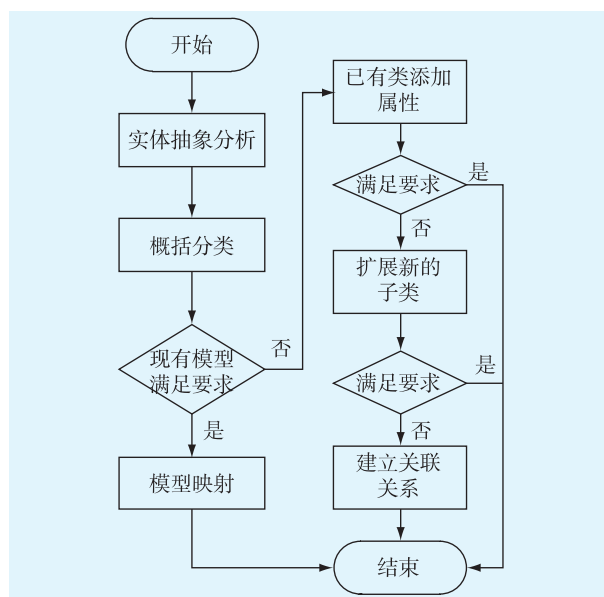 开始
实体抽象分析
概括分类
现有模型
满足要求
否
是
模型映射
已有类添加
属性
满足要求
是
否
扩展新的
子类
满足要求
是
否
建立关联
关系
结束